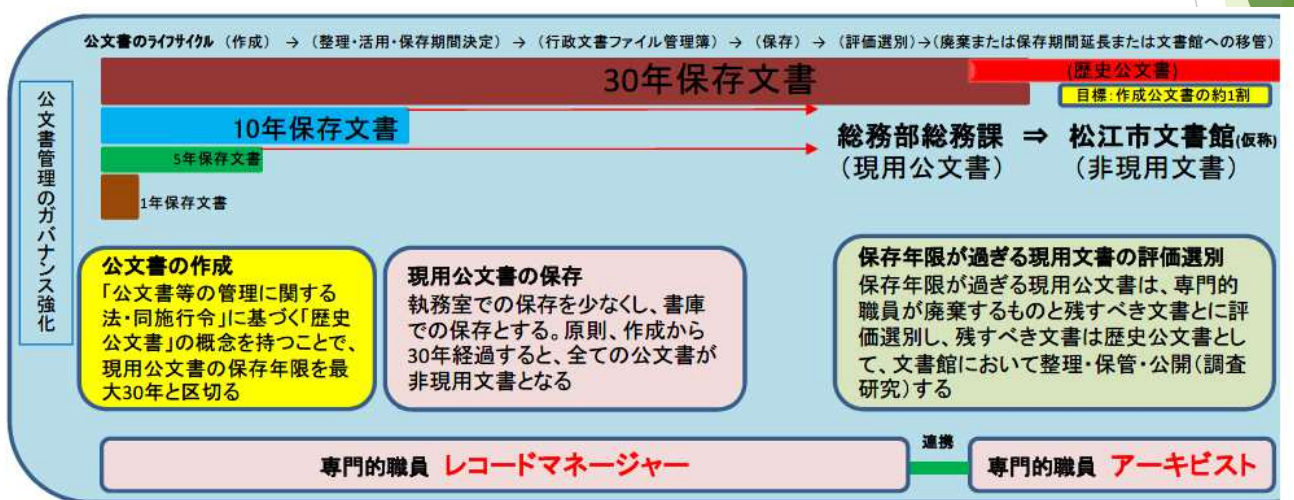 公文書のライフサイクル（作成） → （整理・活用・保存期間決定）→（行政文書ファイル管理簿）→（保存）→（評価選別）→（廃棄または保存期間延長または文書館への移管）
公文書管理のガバナンス強化
30年保存文書
（歴史公文書）
目標：作成公文書の約1割
10年保存文書
5年保存文書
1年保存文書
総務部総務課 ⇒ 松江市文書館(仮称)
（現用公文書） （非現用文書）
公文書の作成
「公文書等の管理に関する
法・同施行令」に基づく「歴史
公文書」の概念を持つことで、
現用公文書の保存年限を最
大30年と区切る
現用公文書の保存
執務室での保存を少なくし、書庫
での保存とする。原則、作成から
30年経過すると、全ての公文書が
非現用文書となる
保存年限が過ぎる現用文書の評価選別
保存年限が過ぎる現用公文書は、専門的
職員が廃棄するものと残すべき文書とに評
価選別し、残すべき文書は歴史公文書とし
て、文書館において整理・保管・公開（調査
研究）する
専門的職員 レコードマネージャー
連携
専門的職員 アーキビスト